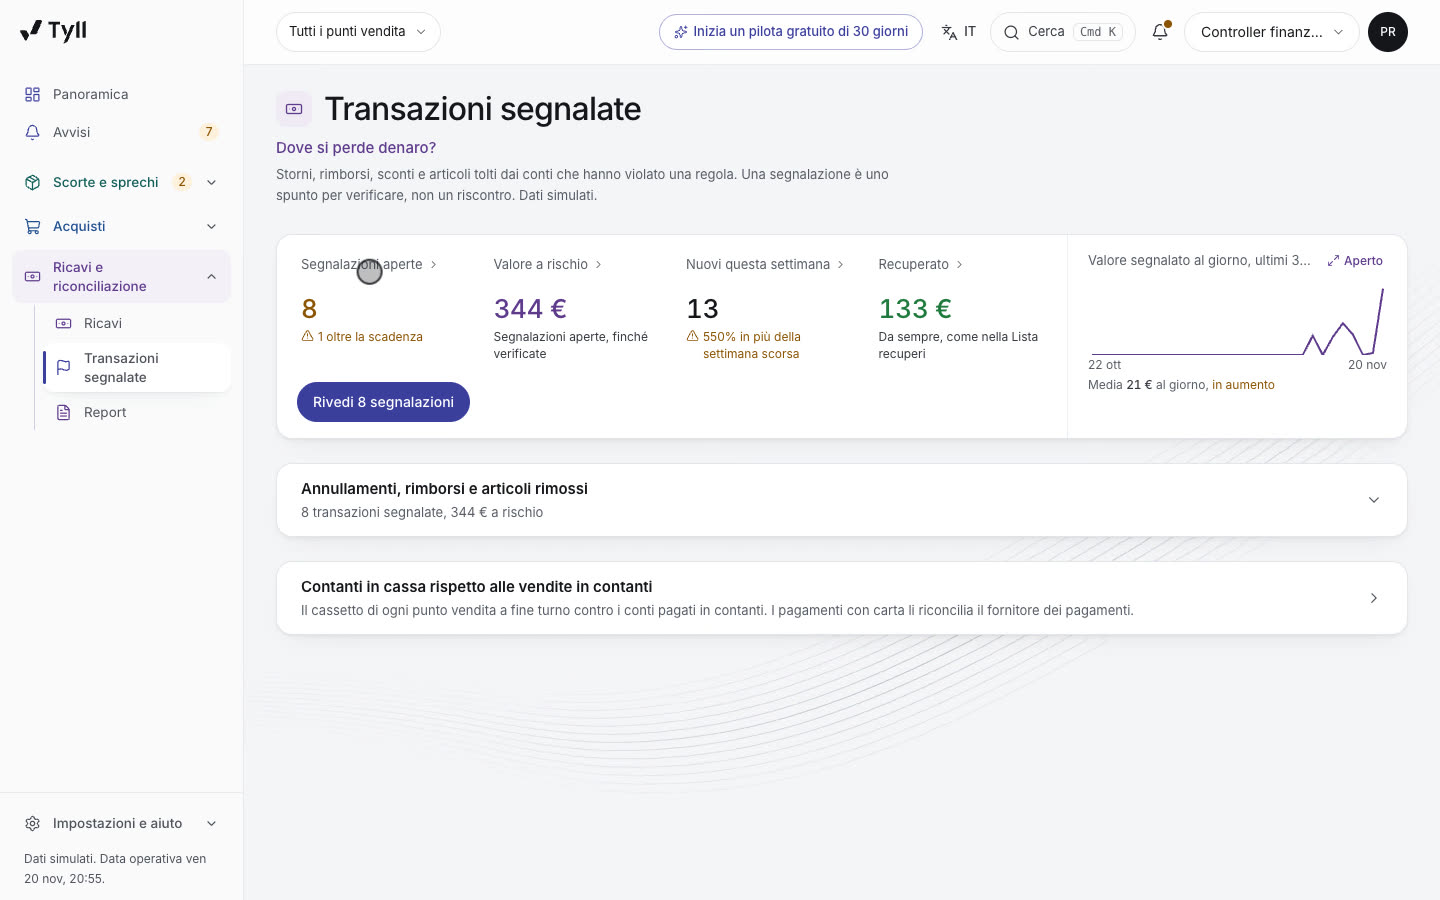 Tyll
Tutti i punti vendita
Inizia un pilota gratuito di 30 giorni
IT
Cerca
Cmd K
Controller finanz...
PR
Panoramica
Avvisi
7
Scorte e sprechi
2
Acquisti
Ricavi e
riconciliazione
Ricavi
Transazioni
segnalate
Report
Impostazioni e aiuto
Dati simulati. Data operativa ven
20 nov, 20:55.
Transazioni segnalate
Dove si perde denaro?
Storni, rimborsi, sconti e articoli tolti dai conti che hanno violato una regola. Una segnalazione è uno
spunto per verificare, non un riscontro. Dati simulati.
Segnalazioni aperte
8
1 oltre la scadenza
Valore a rischio
344 €
Segnalazioni aperte, finché
verificate
Nuovi questa settimana
13
550% in più della
settimana scorsa
Recuperato
133 €
Da sempre, come nella Lista
recuperi
Rivedi 8 segnalazioni
Valore segnalato al giorno, ultimi 3...
Aperto
22 ott
20 nov
Media 21 € al giorno, in aumento
Annullamenti, rimborsi e articoli rimossi
8 transazioni segnalate, 344 € a rischio
Contanti in cassa rispetto alle vendite in contanti
Il cassetto di ogni punto vendita a fine turno contro i conti pagati in contanti. I pagamenti con carta li riconcilia il fornitore dei pagamenti.